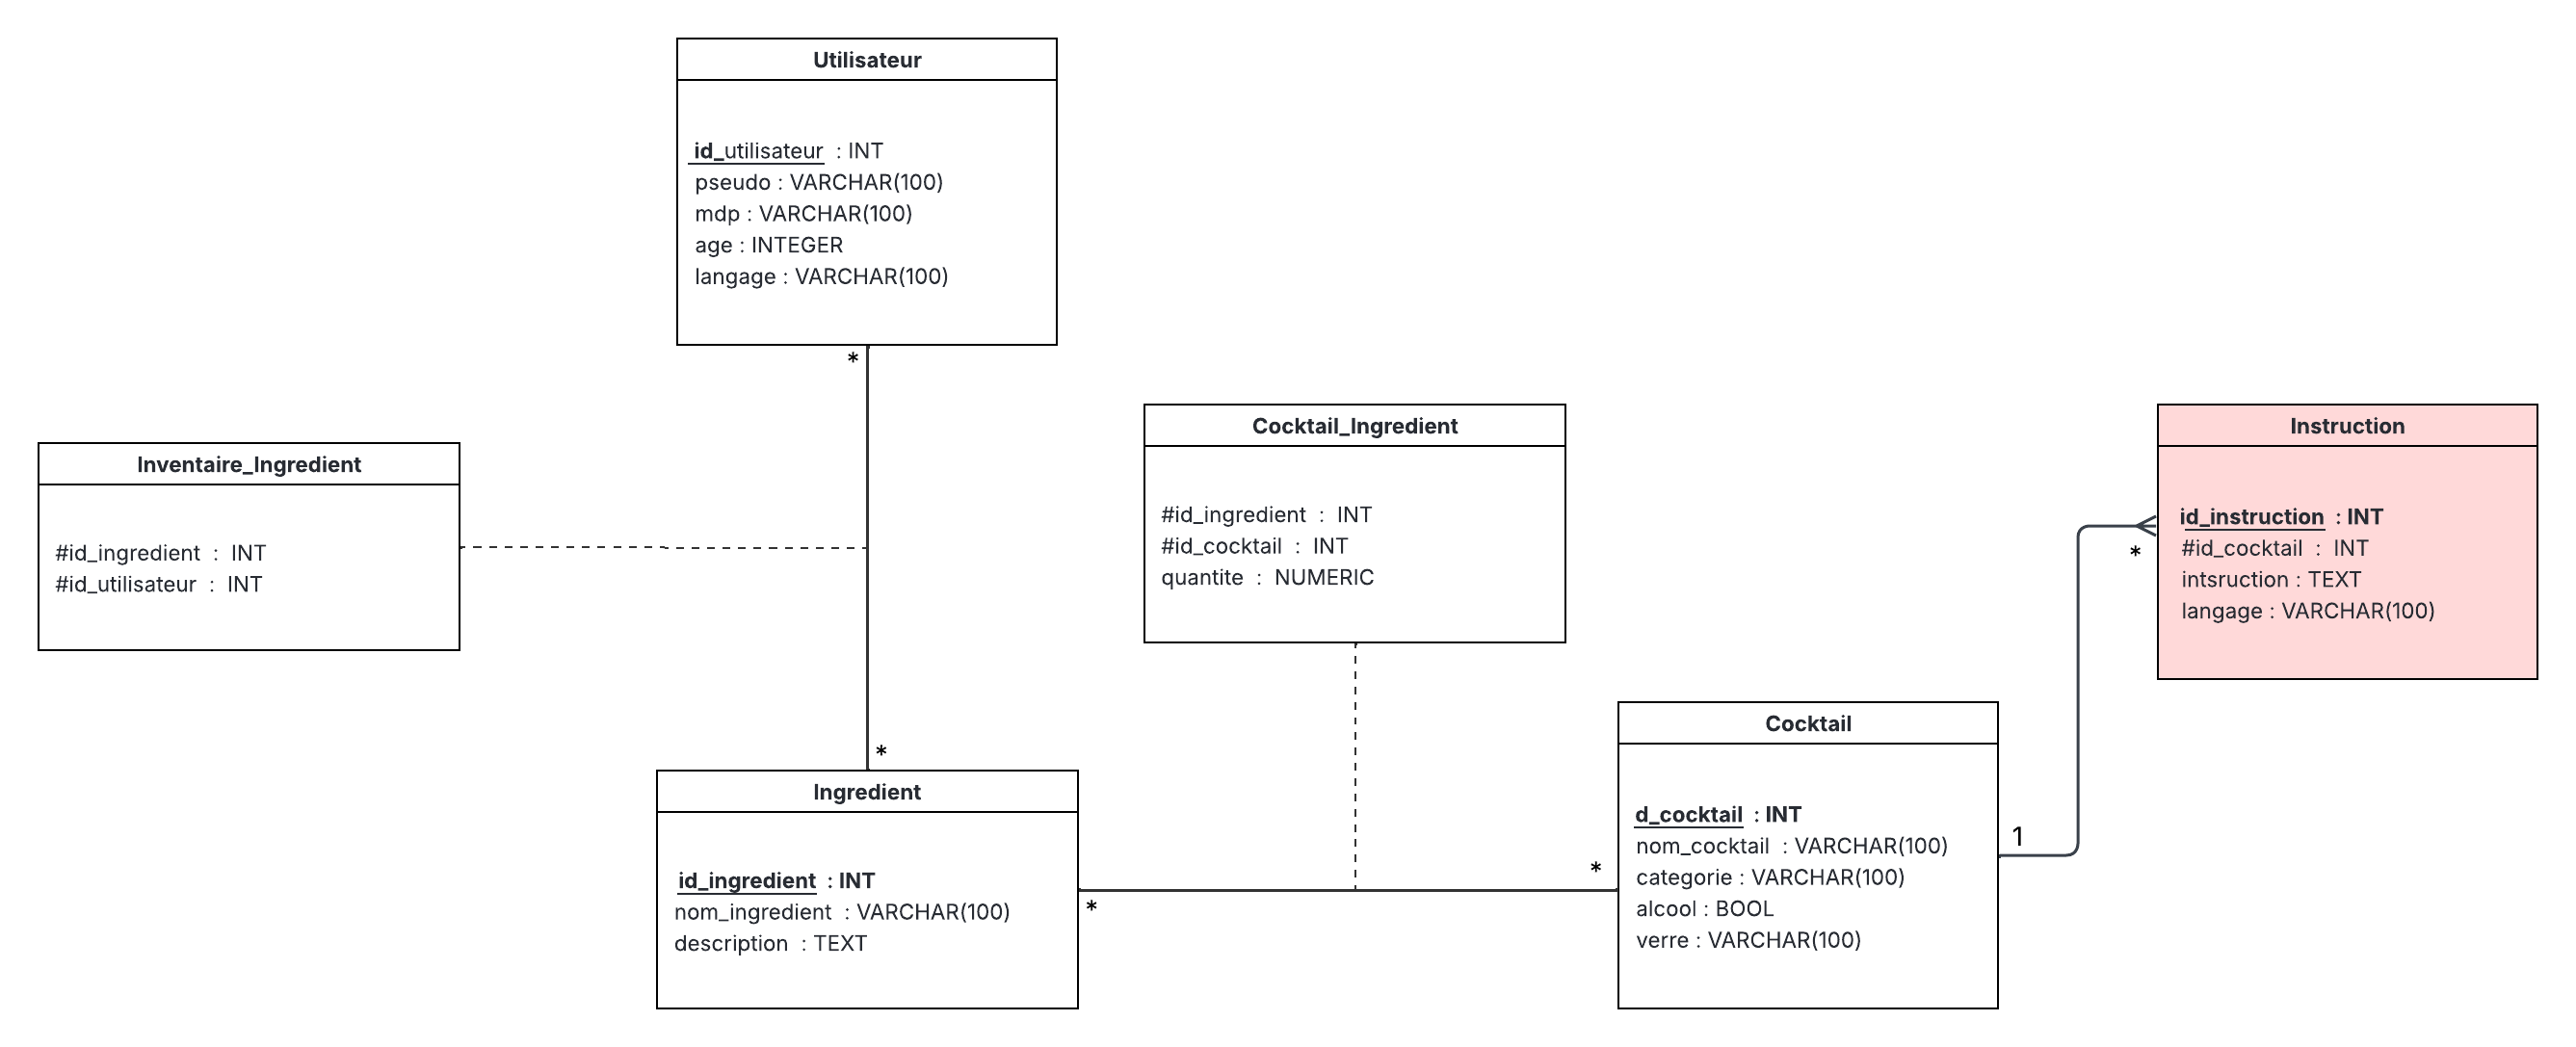 Utilisateur
id_utilisateur : INT
pseudo : VARCHAR(100)
mdp : VARCHAR(100)
age : INTEGER
langage : VARCHAR(100)
*
Inventaire_Ingredient
#id_ingredient : INT
#id_utilisateur : INT
Cocktail_Ingredient
#id_ingredient : INT
#id_cocktail : INT
quantite : NUMERIC
Instruction
id_instruction : INT
#id_cocktail : INT
intsruction : TEXT
langage : VARCHAR(100)
*
*
Ingredient
id_ingredient : INT
nom_ingredient : VARCHAR(100)
description : TEXT
*
*
Cocktail
d_cocktail : INT
nom_cocktail : VARCHAR(100)
categorie : VARCHAR(100)
alcool : BOOL
verre : VARCHAR(100)
1